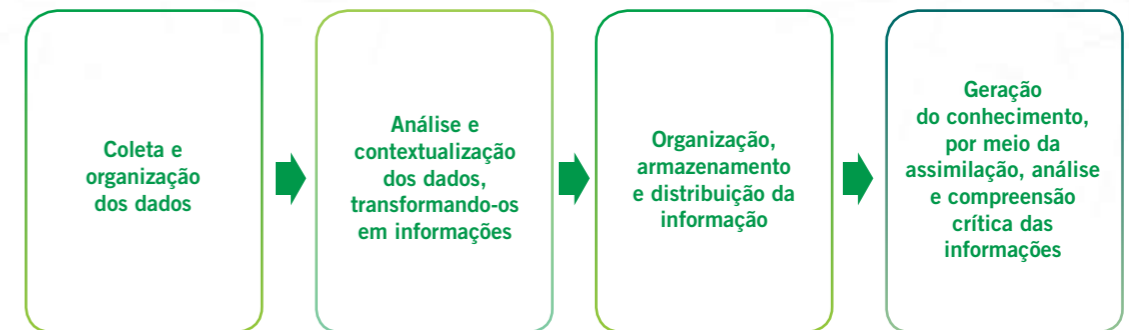 Coleta e
organização
dos dados
Análise e
contextualização
dos dados,
transformando-os
em informações
Organização,
armazenamento
e distribuição da
informação
Geração
do conhecimento,
por meio da
assimilação, análise
e compreensão
crítica das
informações